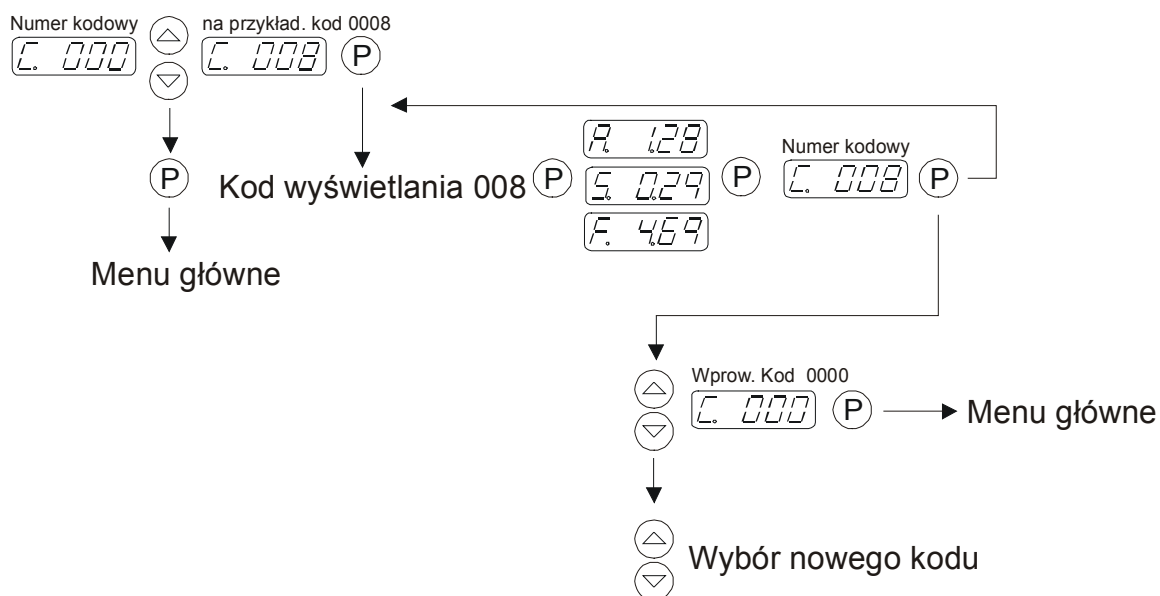 Numer kodowy
na przykład. kod 0008
C. 000
C. 008
P
P
Menu główne
Kod wyświetlania 008
P
A. 1.28
S. 0.29
F. 4.69
P
Numer kodowy
C. 008
P
Wprow. Kod 0000
C. 000
P
Menu główne
Wybór nowego kodu